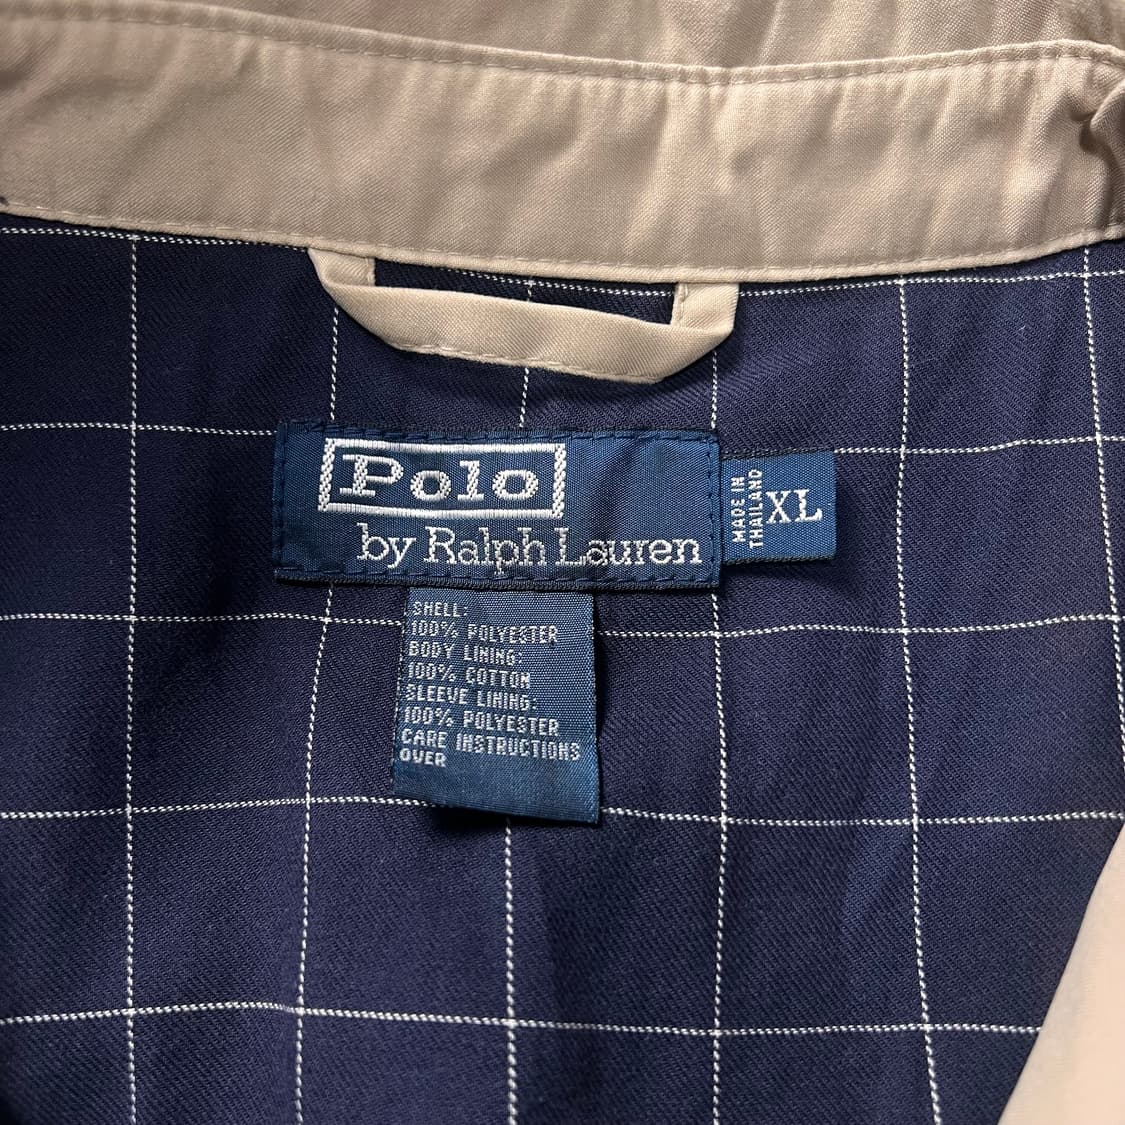 Polo
by Ralph Lauren
MADE IN
THAILAND
XL
SHELL:
100% POLYESTER
BODY LINING:
100% COTTON
SLEEVE LINING:
100% POLYESTER
CARE INSTRUCTIONS
OVER